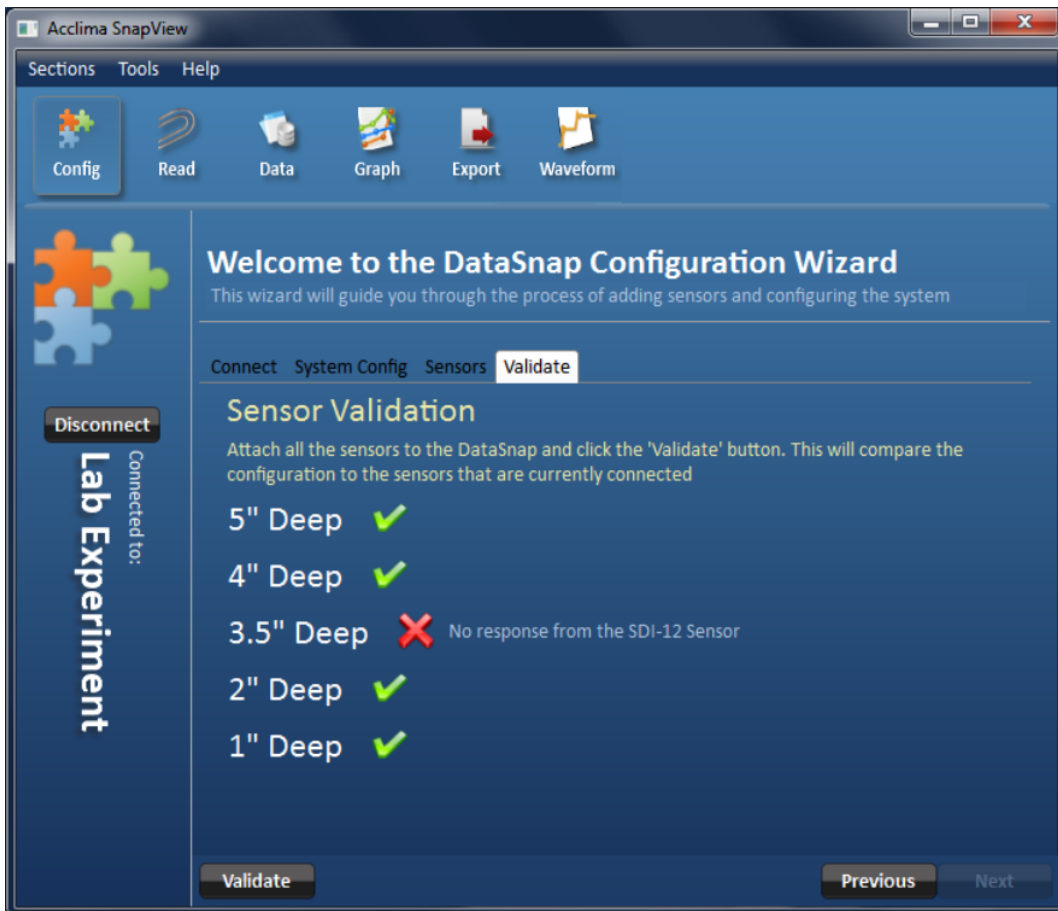 Acclima SnapView
Sections Tools Help
Config Read Data Graph Export Waveform
Welcome to the DataSnap Configuration Wizard
This wizard will guide you through the process of adding sensors and configuring the system
Connect System Config Sensors Validate
Disconnect
Connected to:
Lab Experiment
Sensor Validation
Attach all the sensors to the DataSnap and click the 'Validate' button. This will compare the
configuration to the sensors that are currently connected
5" Deep
4" Deep
3.5" Deep No response from the SDI-12 Sensor
2" Deep
1" Deep
Validate Previous Next